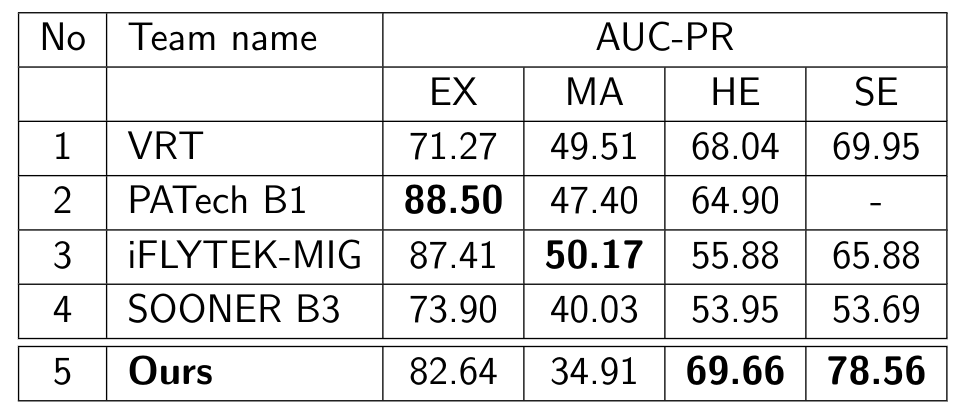 No Team name AUC-PR
EX MA HE SE
1 VRT 71.27 49.51 68.04 69.95
2 PATech B1 88.50 47.40 64.90 -
3 iFLYTEK-MIG 87.41 50.17 55.88 65.88
4 SOONER B3 73.90 40.03 53.95 53.69
5 Ours 82.64 34.91 69.66 78.56